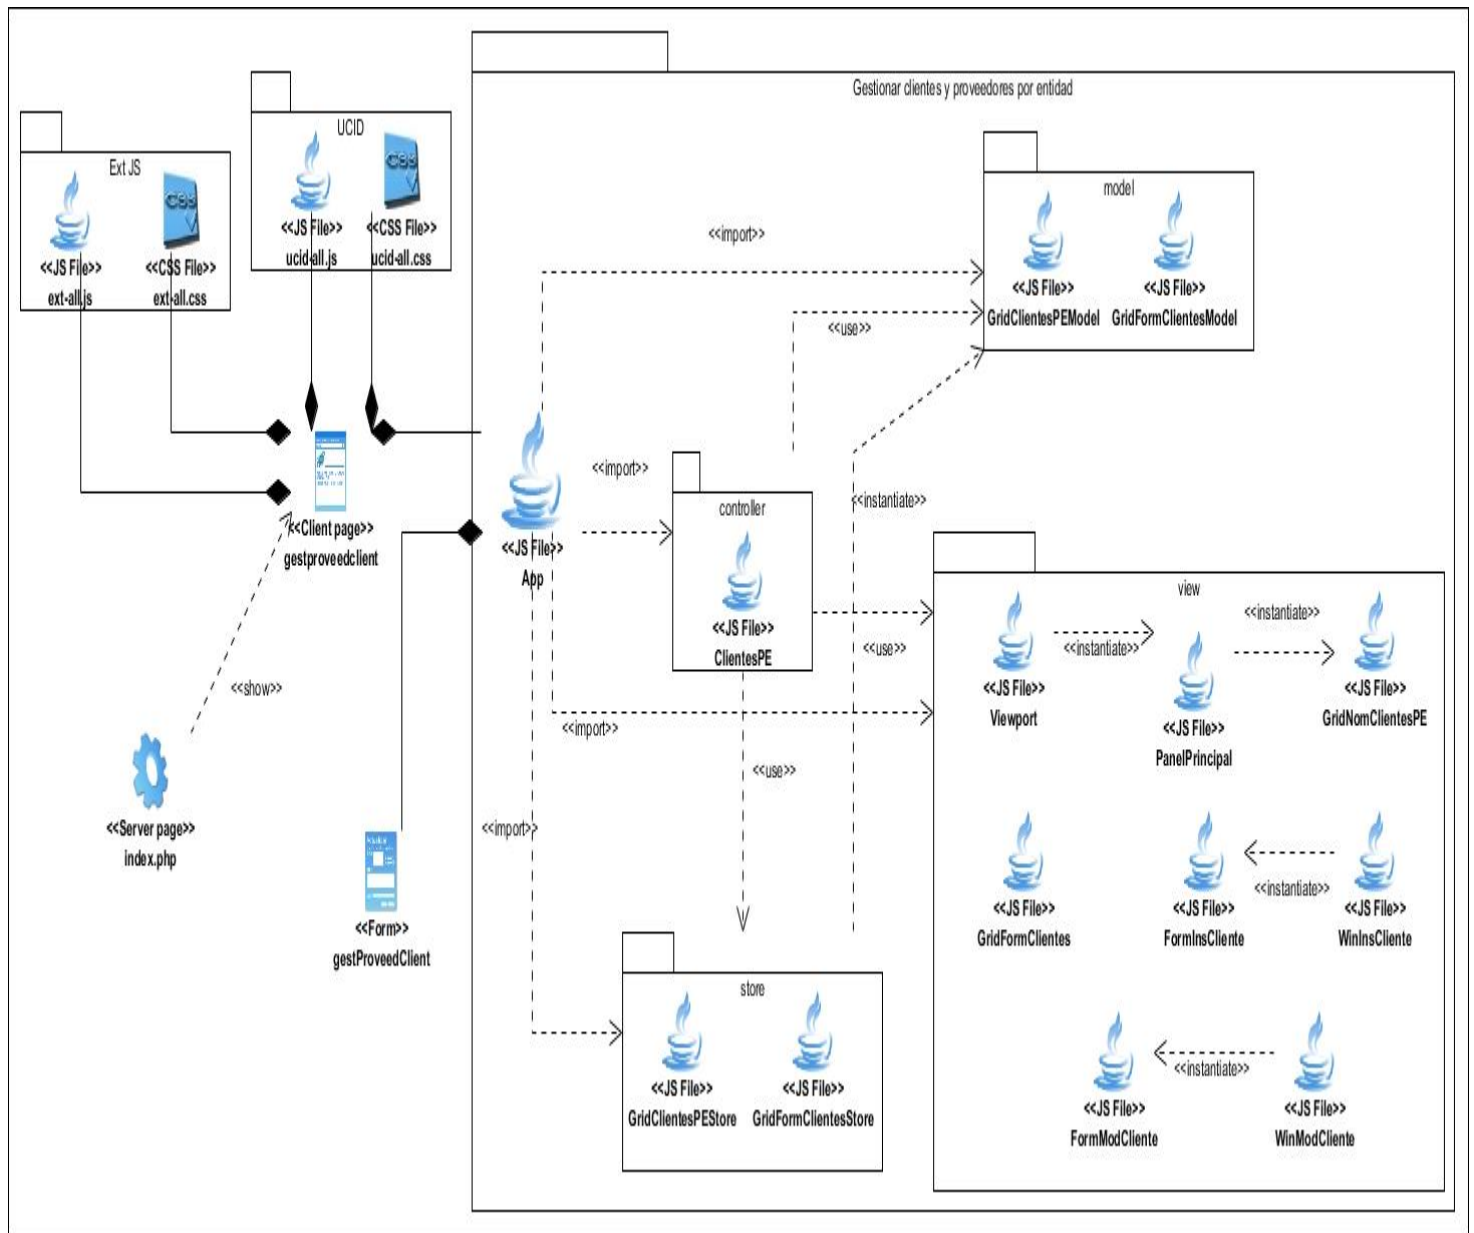 Gestionar clientes y proveedores por entidad
UCID
<<JS File>>
ucid-all.js
<<CSS File>>
ucid-all.css
Ext JS
<<JS File>>
ext-all.js
<<CSS File>>
ext-all.css
model
<<JS File>>
GridClientesPEModel
<<JS File>>
GridFormClientesModel
<<import>>
<<use>>
<<import>>
<<instantiate>>
<<Client page>>
gestproveedclient
<<JS File>>
App
controller
<<JS File>>
ClientesPE
<<use>>
<<import>>
<<show>>
<<use>>
<<import>>
<<Server page>>
index.php
<<Form>>
gestProveedClient
view
<<JS File>>
Viewport
<<instantiate>>
<<JS File>>
PanelPrincipal
<<instantiate>>
<<JS File>>
GridNomClientesPE
<<JS File>>
GridFormClientes
<<JS File>>
FormInsCliente
<<instantiate>>
<<JS File>>
WinInsCliente
<<JS File>>
FormModCliente
<<instantiate>>
<<JS File>>
WinModCliente
store
<<JS File>>
GridClientesPEStore
<<JS File>>
GridFormClientesStore